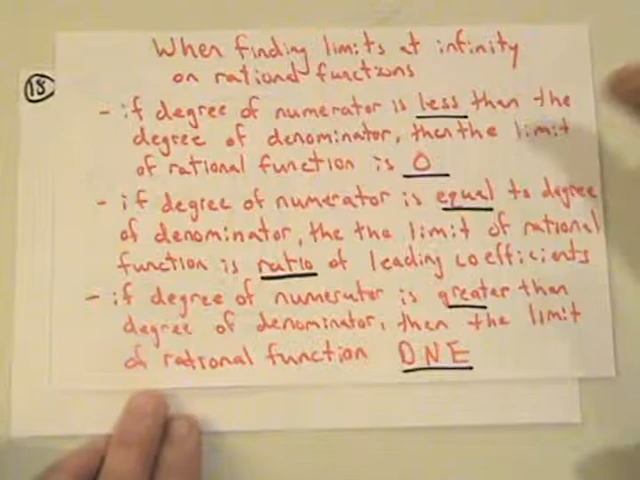 18
When finding limits at infinity
on rational functions
- if degree of numerator is less than the
degree of denominator, then the limit
of rational function is 0
- if degree of numerator is equal to degree
of denominator, the the limit of rational
function is ratio of leading coefficients
- if degree of numerator is greater than
degree of denominator, then the limit
of rational function DNE